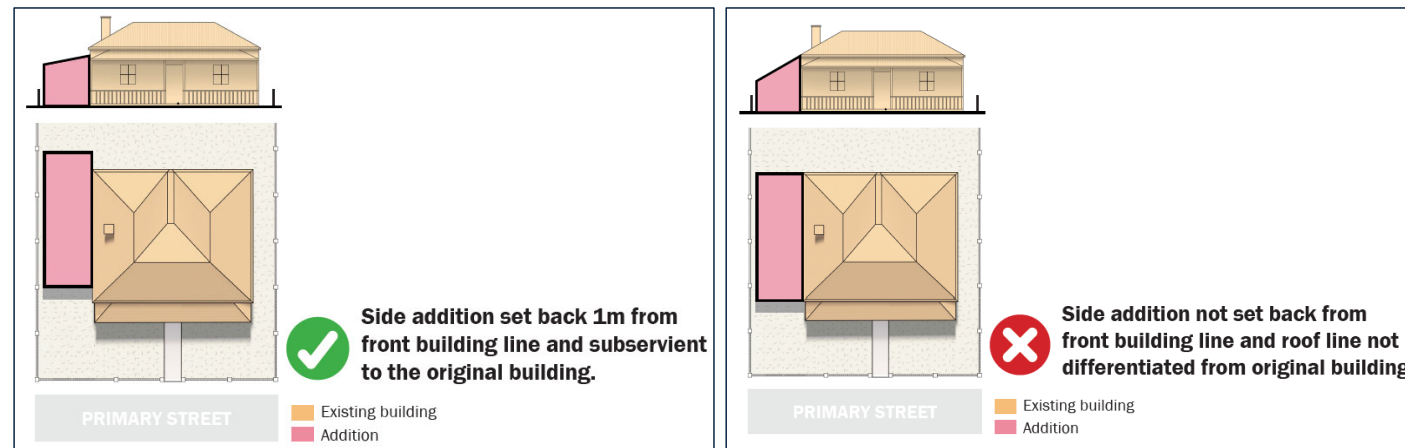 Side addition set back 1m from
front building line and subservient
to the original building.
PRIMARY STREET
Existing building
Addition
Side addition not set back from
front building line and roof line not
differentiated from original building
PRIMARY STREET
Existing building
Addition